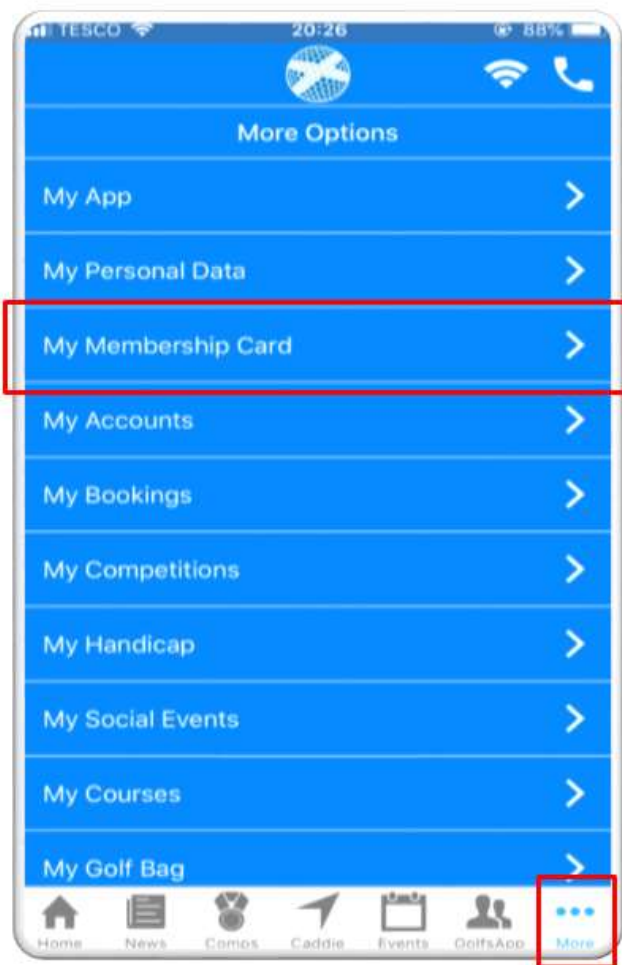 TESCO 20:26 88%
More Options
My App
My Personal Data
My Membership Card
My Accounts
My Bookings
My Competitions
My Handicap
My Social Events
My Courses
My Golf Bag
Home News Comps Caddie Events GolfsApp More